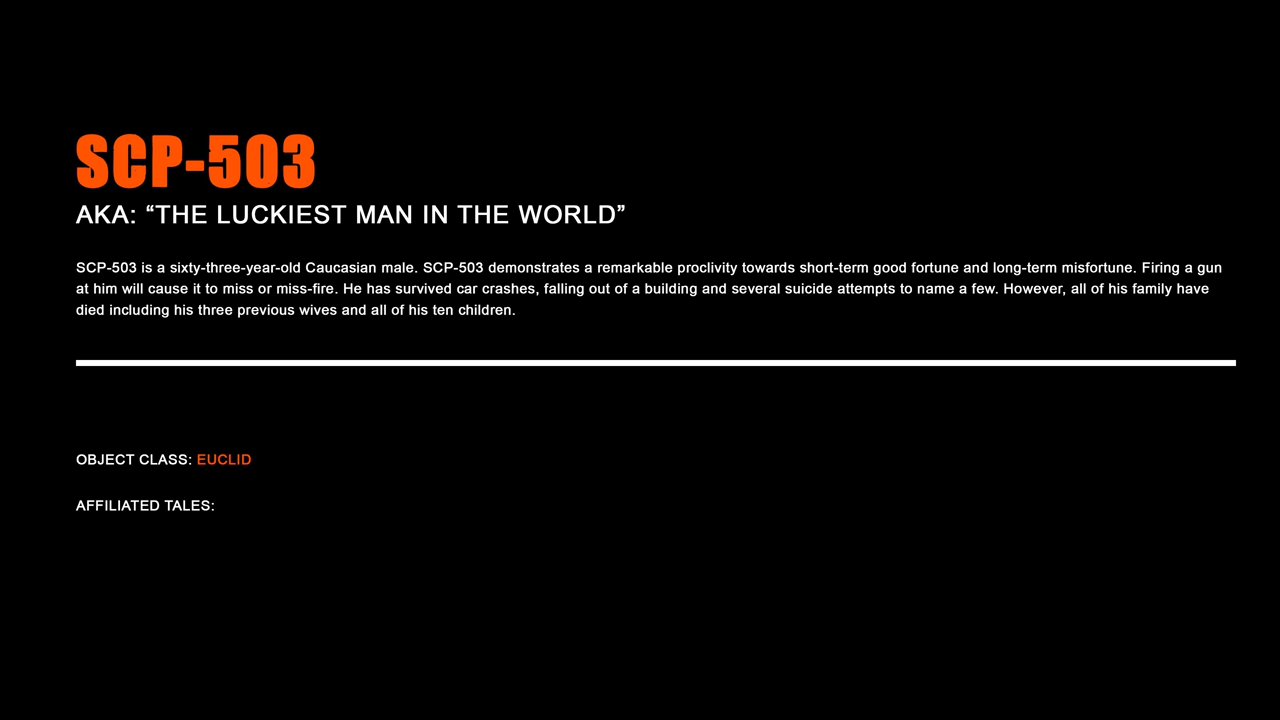 SCP-503
AKA: “THE LUCKIEST MAN IN THE WORLD”
SCP-503 is a sixty-three-year-old Caucasian male. SCP-503 demonstrates a remarkable proclivity towards short-term good fortune and long-term misfortune. Firing a gun
at him will cause it to miss or miss-fire. He has survived car crashes, falling out of a building and several suicide attempts to name a few. However, all of his family have
died including his three previous wives and all of his ten children.
OBJECT CLASS: EUCLID
AFFILIATED TALES: